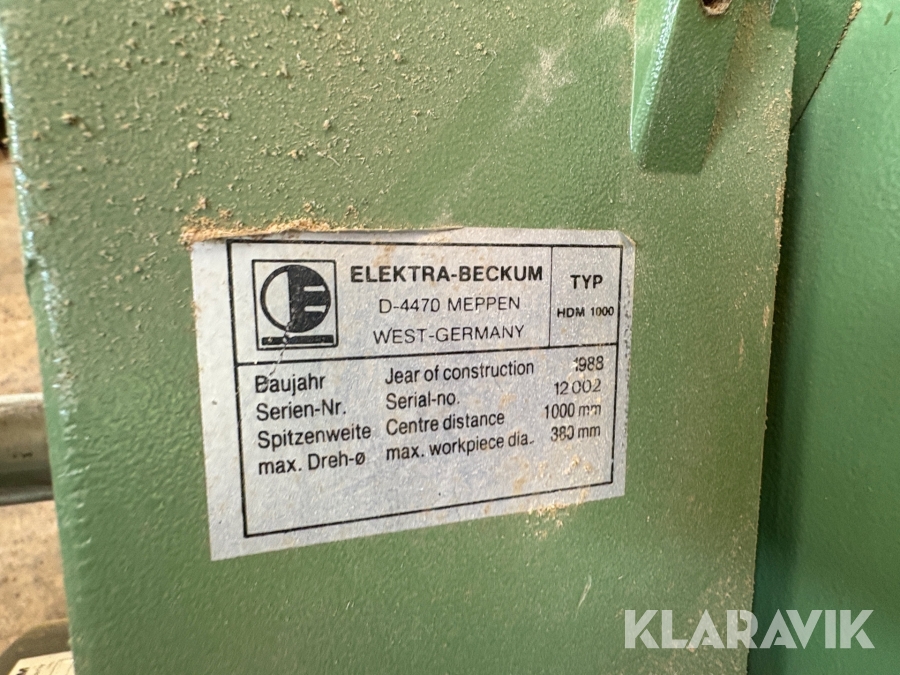 ELEKTRA-BECKUM
D-4470 MEPPEN
WEST-GERMANY
TYP
HDM 1000
Baujahr Jear of construction 1988
Serien-Nr. Serial-no. 12002
Spitzenweite Centre distance 1000 mm
max. Dreh-ø max. workpiece dia. 380 mm
KLARAVIK